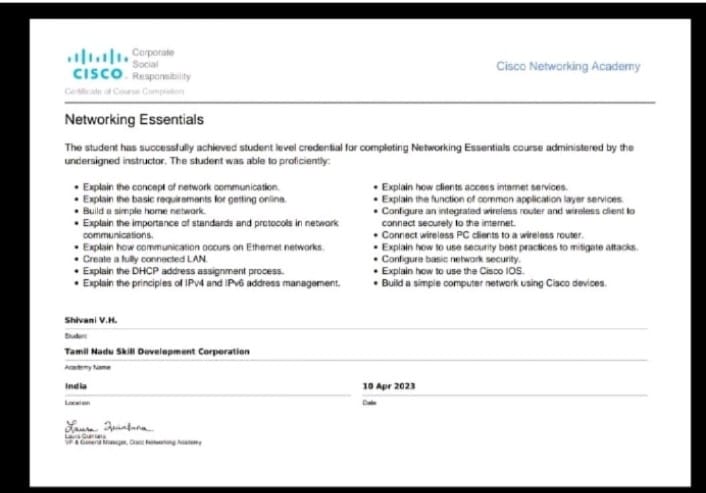 Corporate
Social
Responsibility
CISCO
Cisco Networking Academy
Certificate of Course Completion
Networking Essentials
The student has successfully achieved student level credential for completing Networking Essentials course administered by the
undersigned instructor. The student was able to proficiently:
• Explain the concept of network communication.
• Explain the basic requirements for getting online.
• Build a simple home network.
• Explain the importance of standards and protocols in network
communications.
• Explain how communication occurs on Ethernet networks.
• Create a fully connected LAN.
• Explain the DHCP address assignment process.
• Explain the principles of IPv4 and IPv6 address management.
• Explain how clients access internet services.
• Explain the function of common application layer services.
• Configure an integrated wireless router and wireless client to
connect securely to the internet.
• Connect wireless PC clients to a wireless router.
• Explain how to use security best practices to mitigate attacks.
• Configure basic network security.
• Explain how to use the Cisco IOS.
• Build a simple computer network using Cisco devices.
Shivani V.H.
Student
Tamil Nadu Skill Development Corporation
Academy Name
India
Location
10 Apr 2023
Date
Laura Quintana
Laura Quintana
VP & General Manager, Cisco Networking Academy